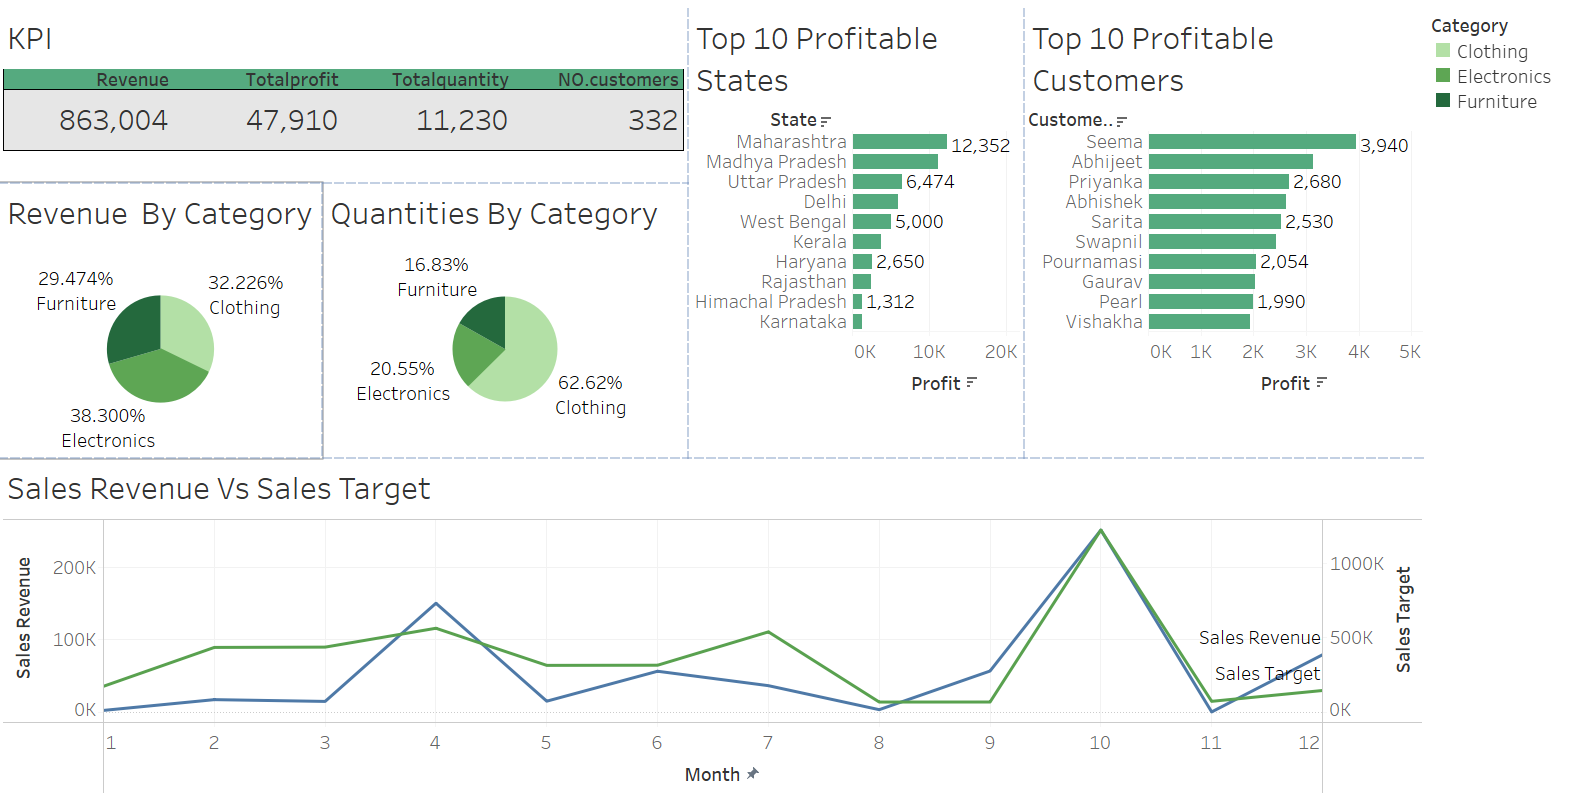 KPI
Revenue Totalprofit Totalquantity NO.customers
863,004 47,910 11,230 332
Revenue By Category
29.474%
Furniture
32.226%
Clothing
38.300%
Electronics
Quantities By Category
16.83%
Furniture
20.55%
Electronics
62.62%
Clothing
Top 10 Profitable
States
State
Maharashtra 12,352
Madhya Pradesh
Uttar Pradesh 6,474
Delhi
West Bengal 5,000
Kerala
Haryana 2,650
Rajasthan
Himachal Pradesh 1,312
Karnataka
0K 10K 20K
Profit
Top 10 Profitable
Customers
Custome..
Seema 3,940
Abhijeet
Priyanka 2,680
Abhishek
Sarita 2,530
Swapnil
Pournamasi 2,054
Gaurav
Pearl 1,990
Vishakha
0K 1K 2K 3K 4K 5K
Profit
Category
Clothing
Electronics
Furniture
Sales Revenue Vs Sales Target
Sales Revenue
200K
100K
0K
Sales Revenue
Sales Target
1000K
500K
0K
Sales Target
1 2 3 4 5 6 7 8 9 10 11 12
Month